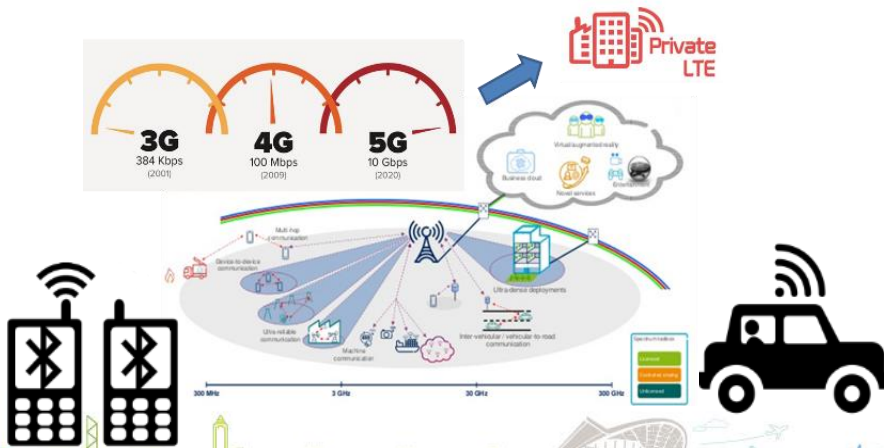 Private
LTE
3G
384 Kbps
(2001)
4G
100 Mbps
(2009)
5G
10 Gbps
(2020)
Virtual augmented reality
Business cloud
Novel services
Entertainment
Multi-hop
communication
Device-to-device
communication
Ultra-dense deployments
Ultra-reliable
communication
Machine
communication
Inter-vehicular / vehicular-to-road
communication
Spectrum toolbox
Licensed
Unlicensed
300 MHz
3 GHz
30 GHz
300 GHz